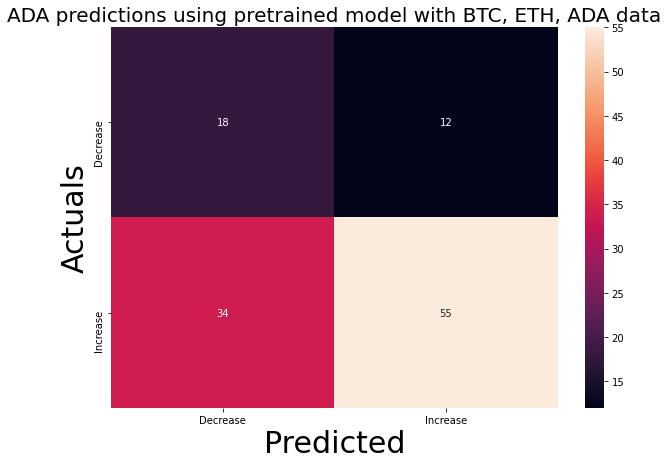 ADA predictions using pretrained model with BTC, ETH, ADA data
Actuals
Decrease
Increase
18
12
34
55
Decrease
Increase
Predicted
55
50
45
40
35
30
25
20
15